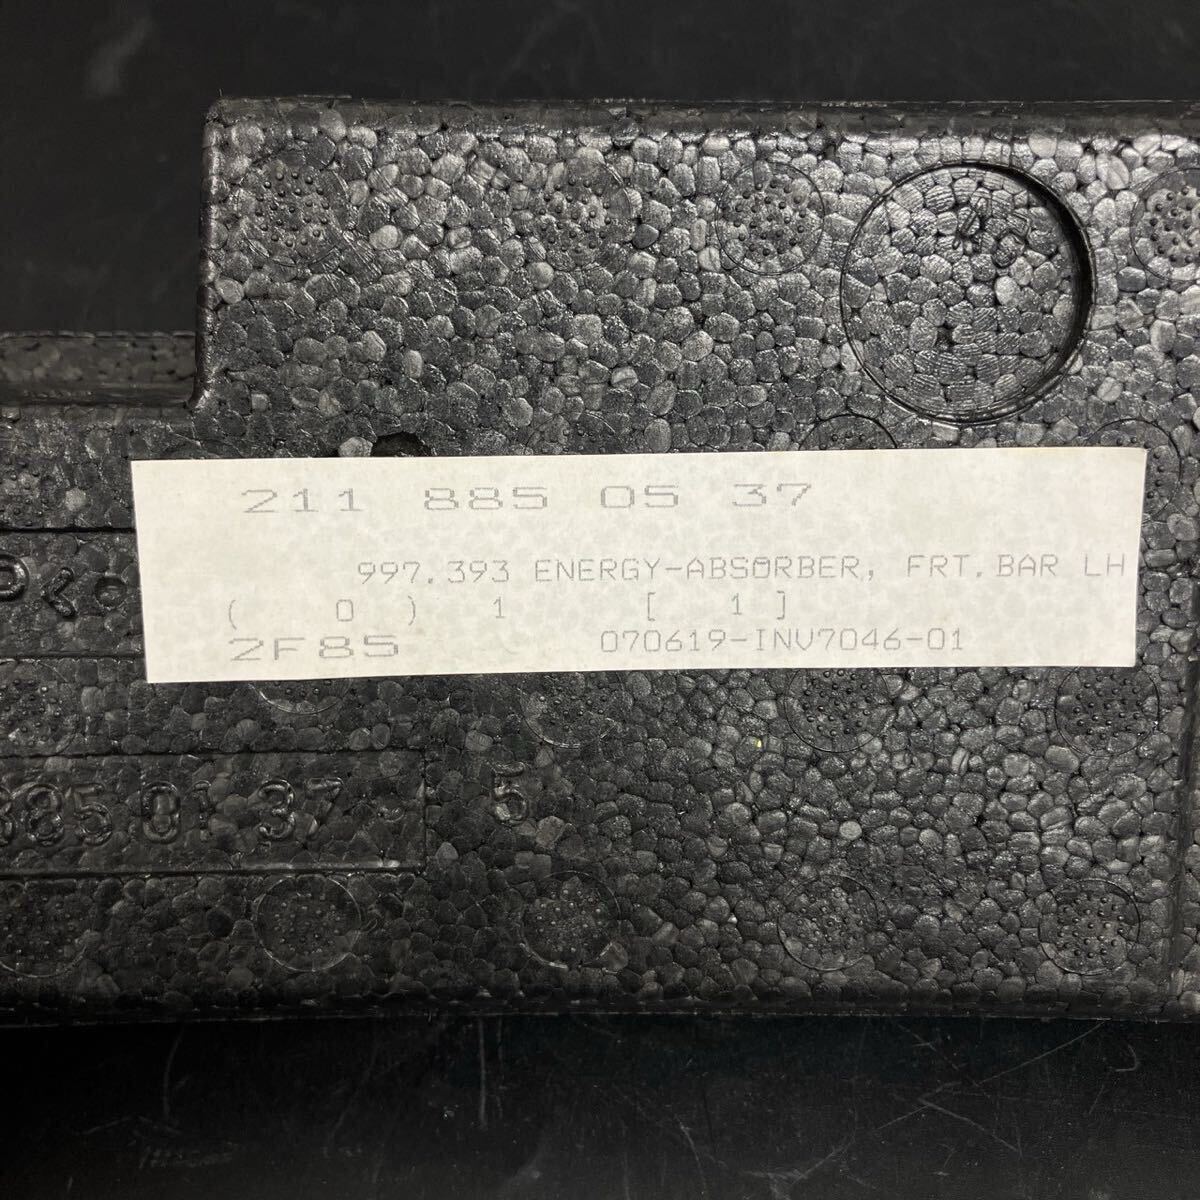 211 885 05 37
997.393 ENERGY-ABSORBER, FRT.BAR LH
( 0 ) 1 [ 1 ]
2F85 070619-INV7046-01
885 01 37 5